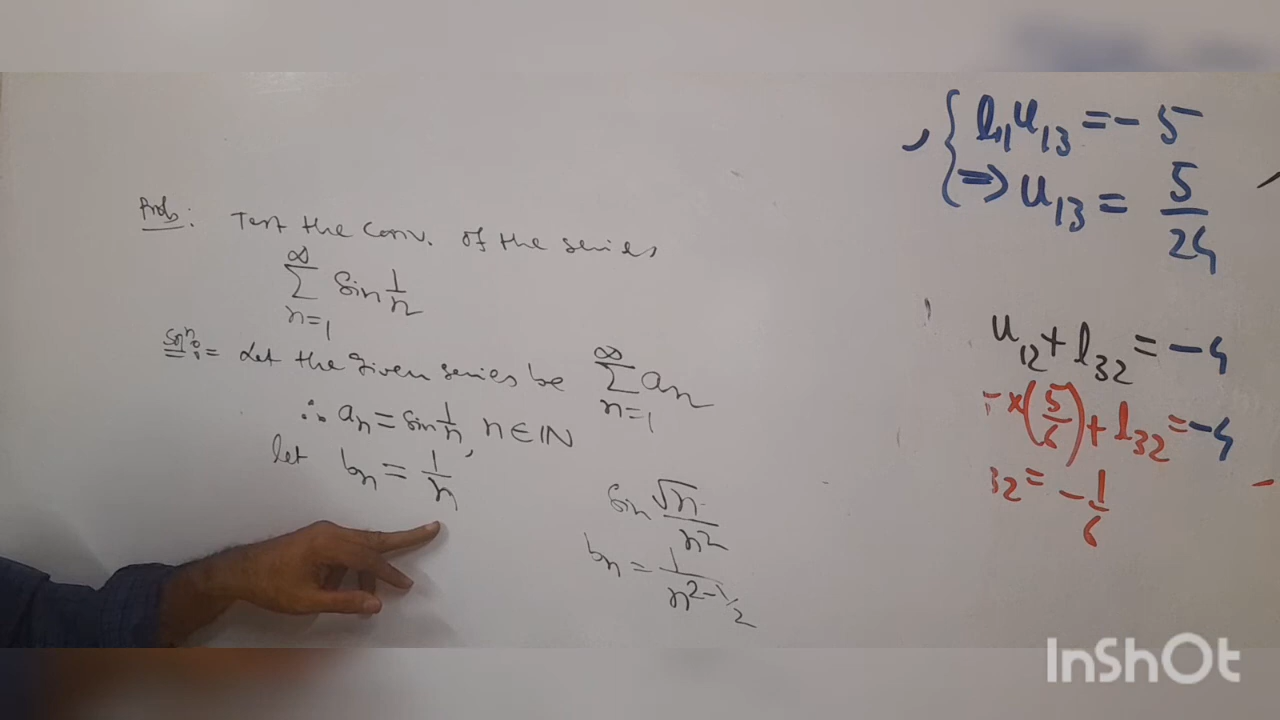 Prob: Test the conv. of the series
∞
∑ sin 1/n
n=1
Solⁿ:= Let the given series be ∞∑n=1 aₙ
∴ aₙ = sin 1/n, n∈ℕ
let bₙ = 1/n
sin √n/n²
bₙ = 1/n^(2-1/2)
, { l₁₁u₁₃ = -5
⇒ u₁₃ = 5/24
u₁₂ + l₃₂ = -4
×(5/6) + l₃₂ = -4
32 = -1/6
InShOt